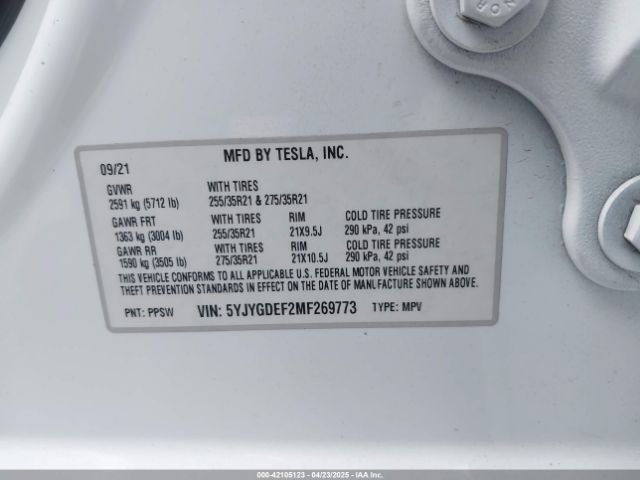 NOR
MFD BY TESLA, INC.
09/21
GVWR WITH TIRES
2591 kg (5712 lb) 255/35R21 & 275/35R21
GAWR FRT WITH TIRES RIM COLD TIRE PRESSURE
1363 kg (3004 lb) 255/35R21 21X9.5J 290 kPa, 42 psi
GAWR RR WITH TIRES RIM COLD TIRE PRESSURE
1590 kg (3505 lb) 275/35R21 21X10.5J 290 kPa, 42 psi
THIS VEHICLE CONFORMS TO ALL APPLICABLE U.S. FEDERAL MOTOR VEHICLE SAFETY AND
THEFT PREVENTION STANDARDS IN EFFECT ON THE DATE OF MANUFACTURE SHOWN ABOVE.
PNT: PPSW VIN: 5YJYGDEF2MF269773 TYPE: MPV
000-42105123 - 04/23/2025 - IAAI.com - Copyright